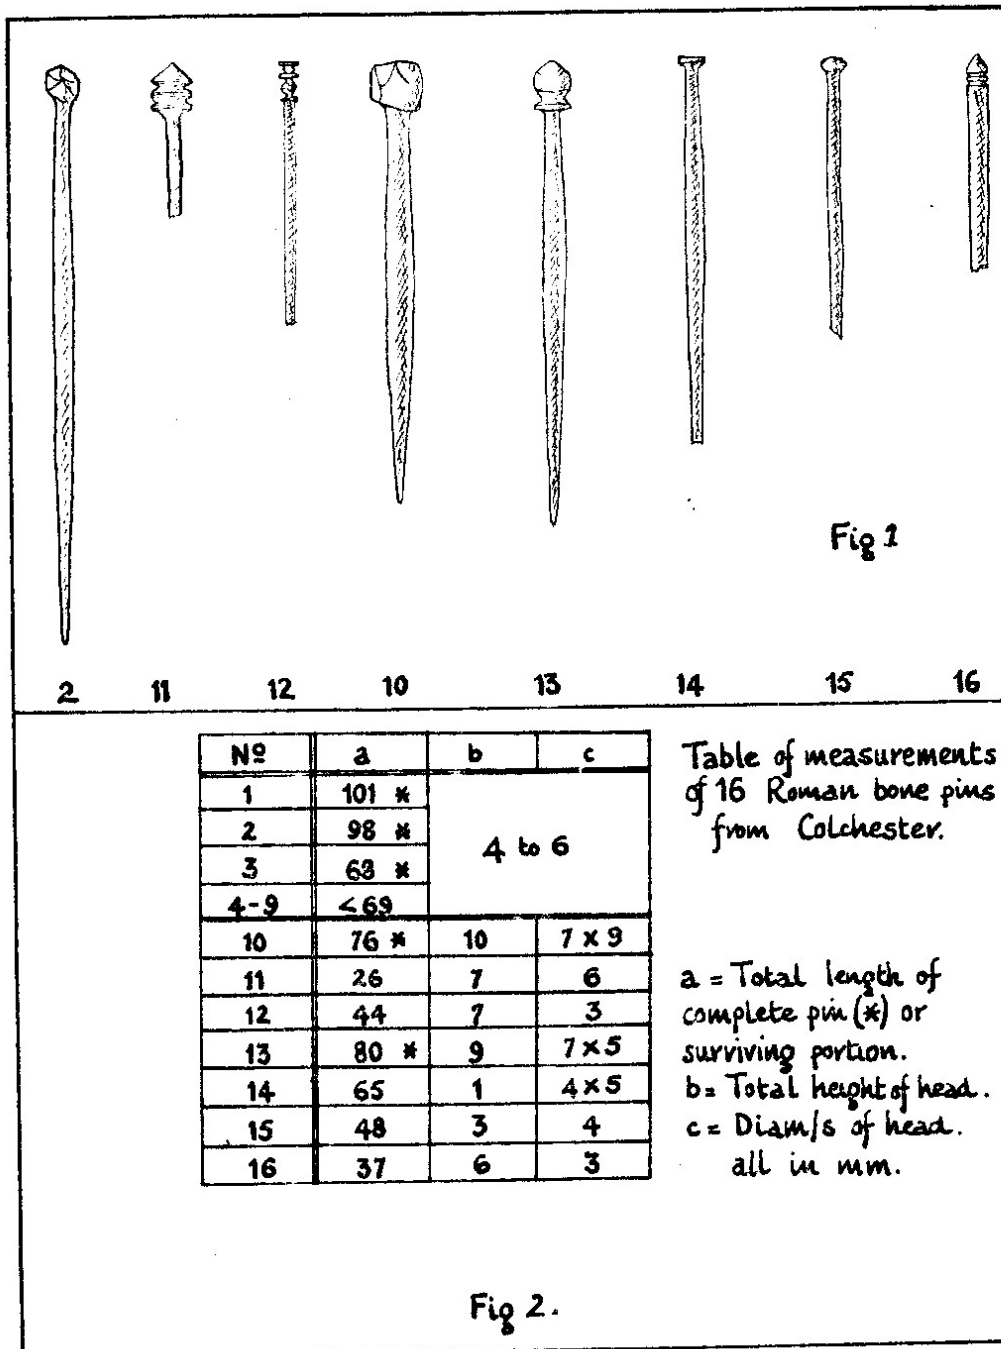 Fig 1
2 11 12 10 13 14 15 16
Nº a b c
1 101 *
2 98 *
3 68 *
4-9 <69
4 to 6
10 76 * 10 7 x 9
11 26 7 6
12 44 7 3
13 80 * 9 7 x 5
14 65 1 4 x 5
15 48 3 4
16 37 6 3
Table of measurements
of 16 Roman bone pins
from Colchester.
a = Total length of
complete pin (*) or
surviving portion.
b = Total height of head.
c = Diam/s of head.
all in mm.
Fig 2.